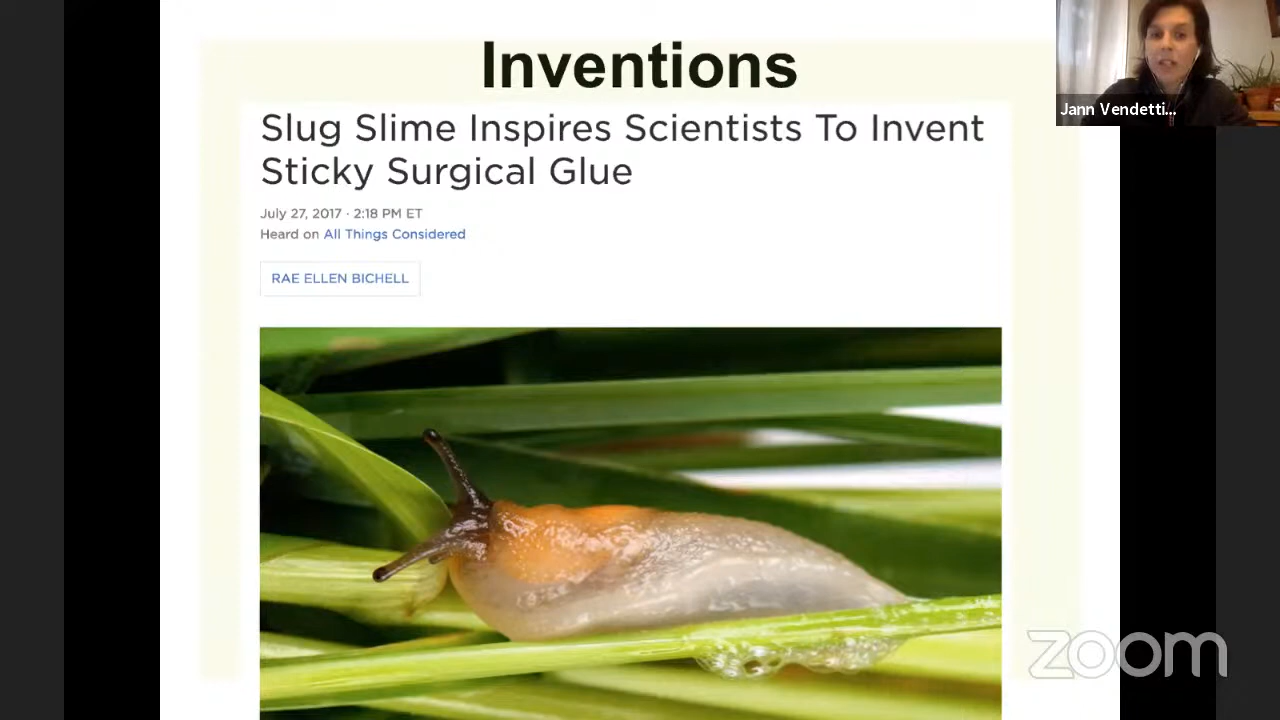 Inventions
Slug Slime Inspires Scientists To Invent
Sticky Surgical Glue
July 27, 2017 · 2:18 PM ET
Heard on All Things Considered
RAE ELLEN BICHELL
Jann Vendetti...
zoom